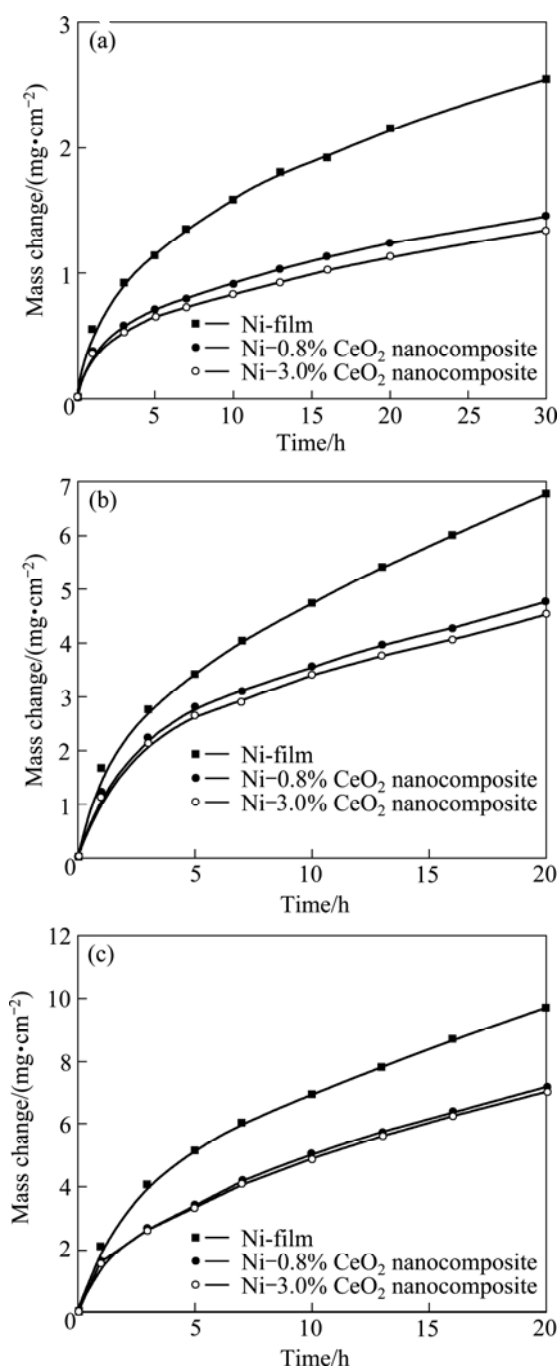 (a)
3
2
1
0
Mass change/(mg•cm−2)
Ni-film
Ni−0.8% CeO2 nanocomposite
Ni−3.0% CeO2 nanocomposite
5 10 15 20 25 30
Time/h
(b)
7
6
5
4
3
2
1
0
Mass change/(mg•cm−2)
Ni-film
Ni−0.8% CeO2 nanocomposite
Ni−3.0% CeO2 nanocomposite
5 10 15 20
Time/h
(c)
12
10
8
6
4
2
0
Mass change/(mg•cm−2)
Ni-film
Ni−0.8% CeO2 nanocomposite
Ni−3.0% CeO2 nanocomposite
5 10 15 20
Time/h